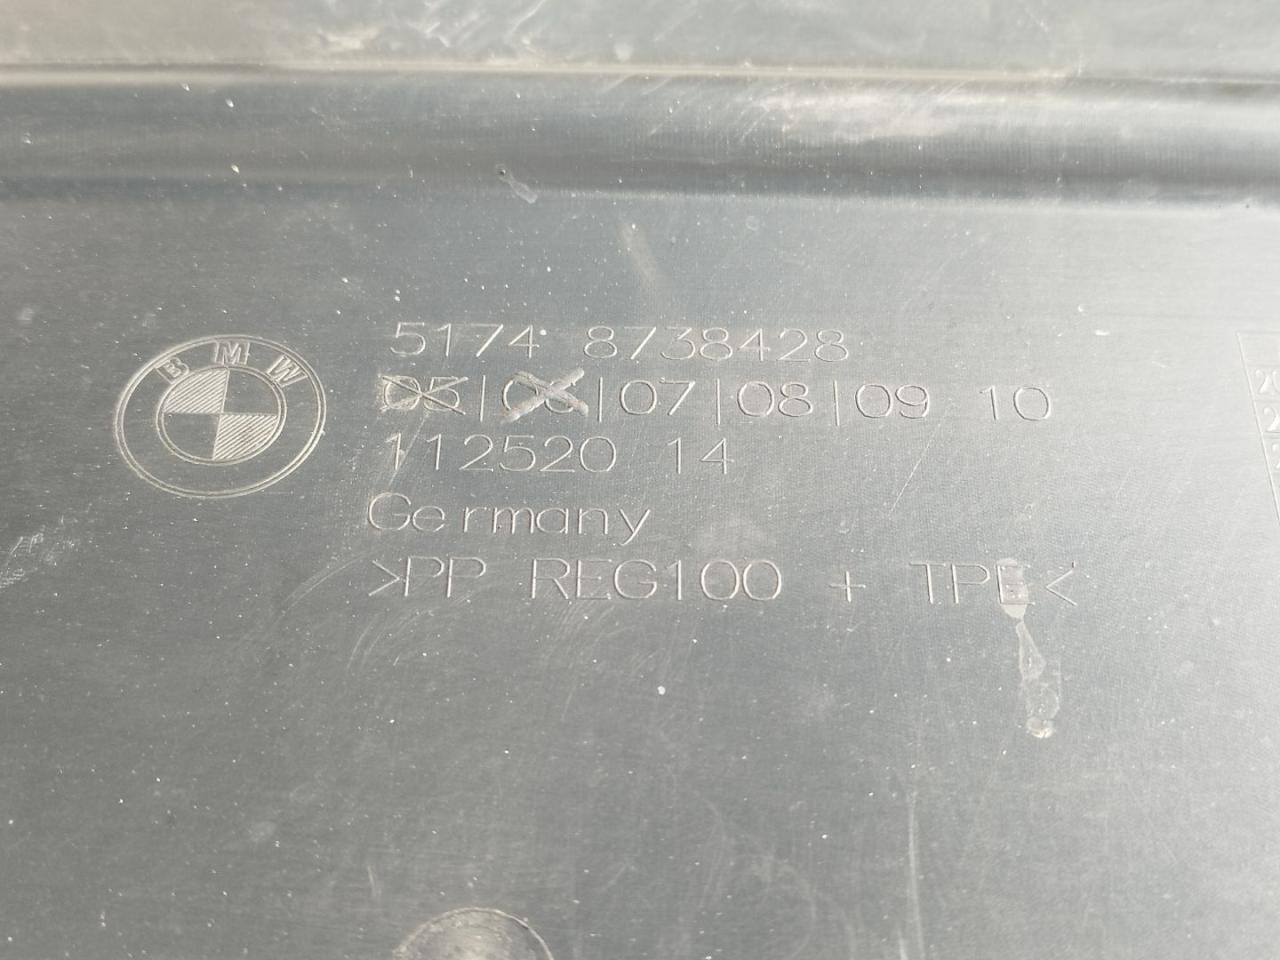 BMW
5174 8738428
05|06|07|08|09 10
112520 14
Germany
>PP REG100 + TPE<